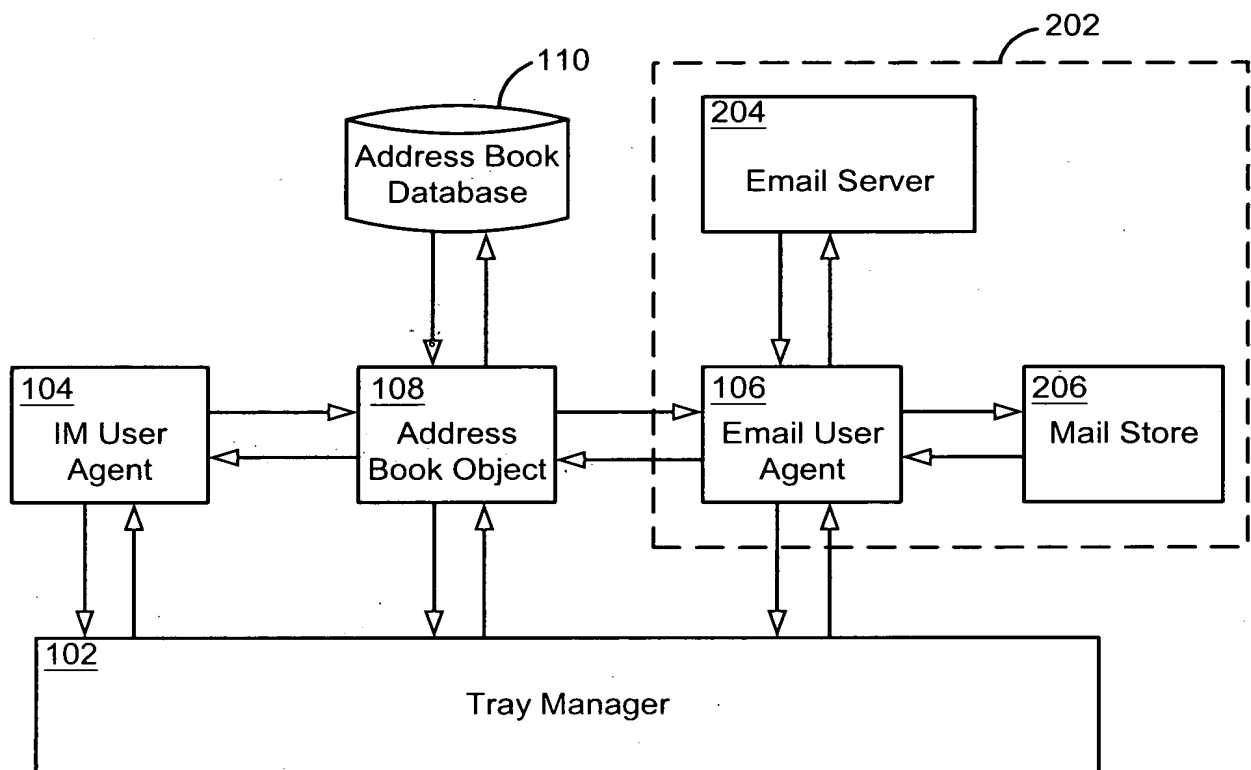 202
110
204
Address Book
Database
Email Server
104
IM User
Agent
108
Address
Book Object
106
Email User
Agent
206
Mail Store
102
Tray Manager